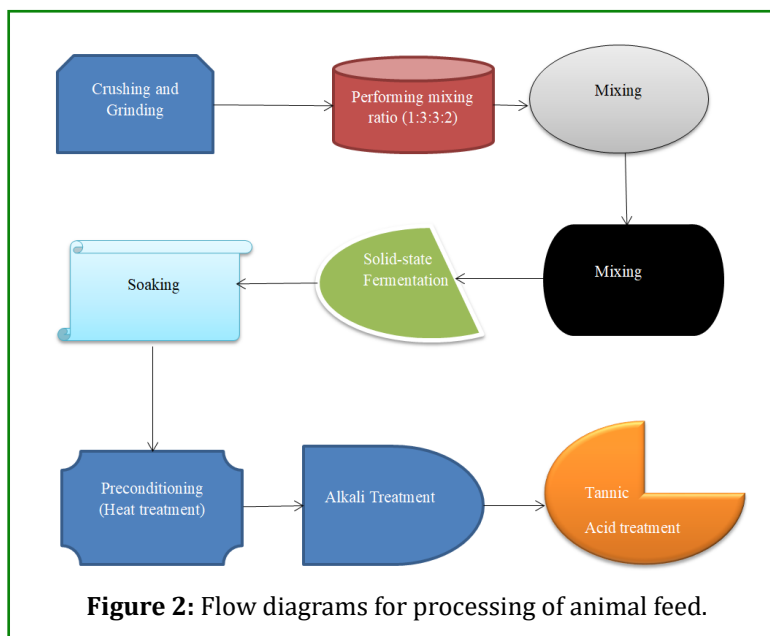 Crushing and
Grinding
Performing mixing
ratio (1:3:3:2)
Mixing
Mixing
Solid-state
Fermentation
Soaking
Preconditioning
(Heat treatment)
Alkali Treatment
Tannic
Acid treatment
Figure 2: Flow diagrams for processing of animal feed.